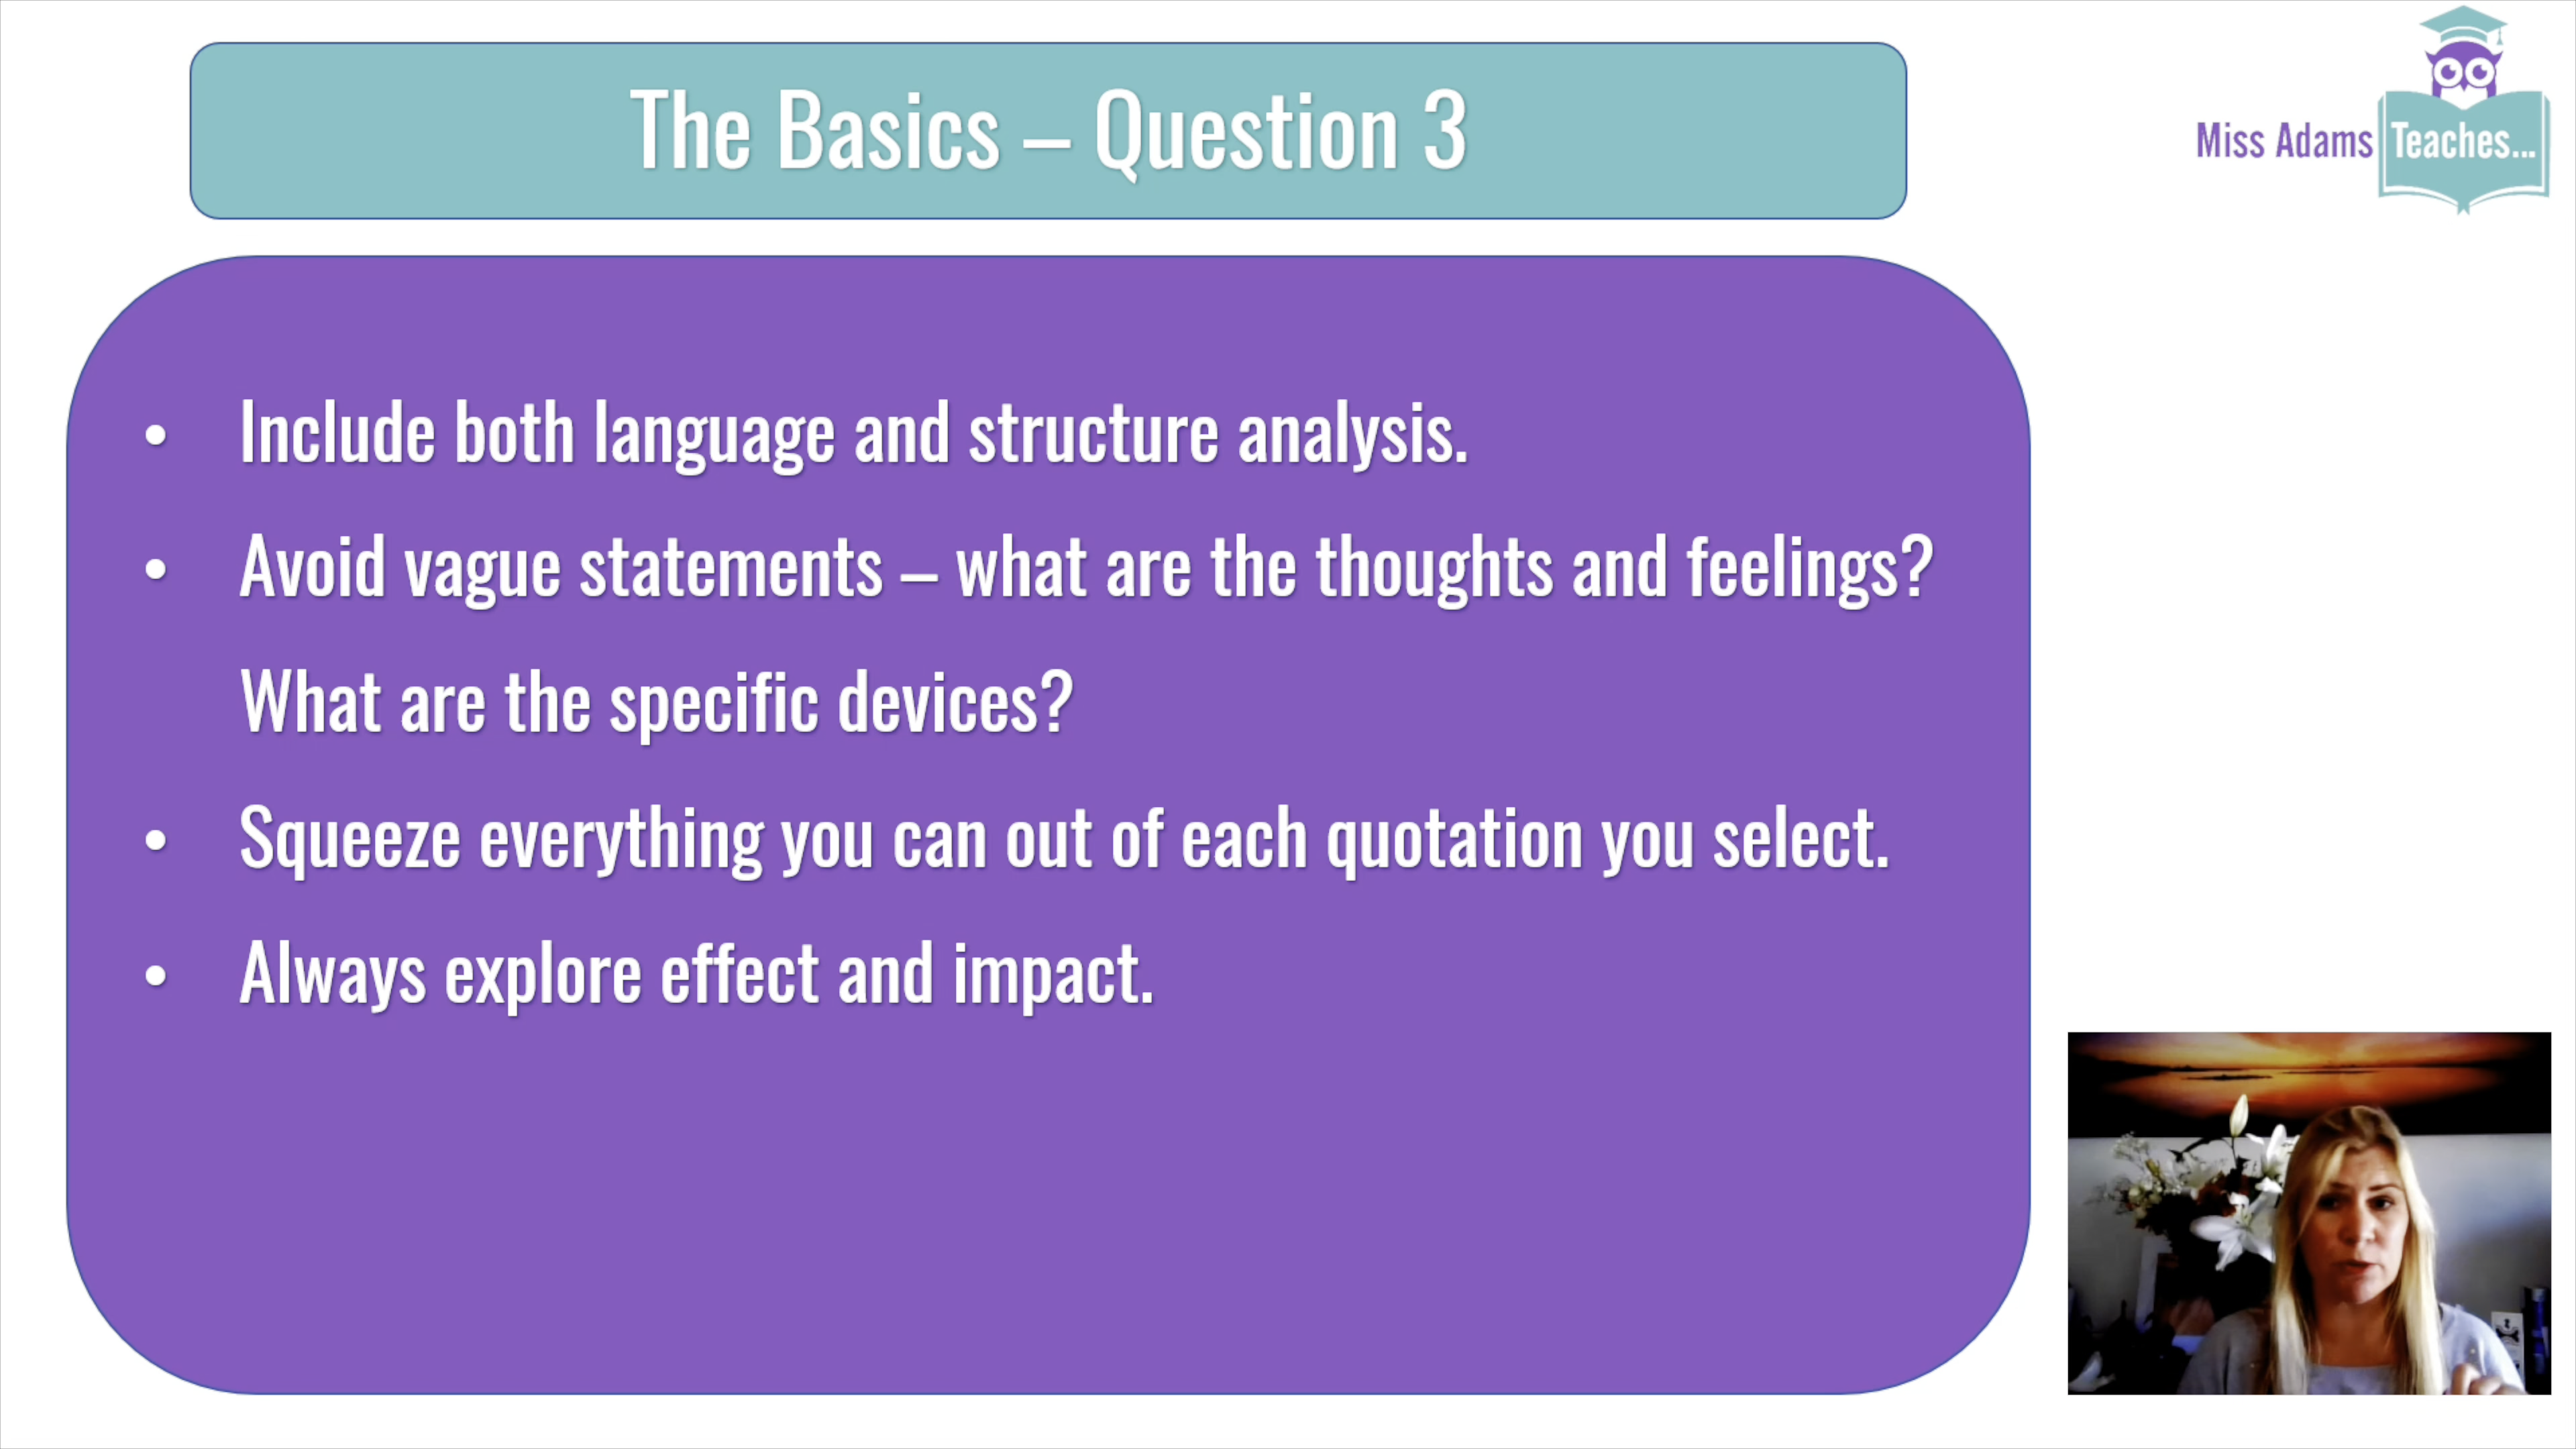 The Basics – Question 3
Miss Adams Teaches...
• Include both language and structure analysis.
• Avoid vague statements – what are the thoughts and feelings?
What are the specific devices?
• Squeeze everything you can out of each quotation you select.
• Always explore effect and impact.